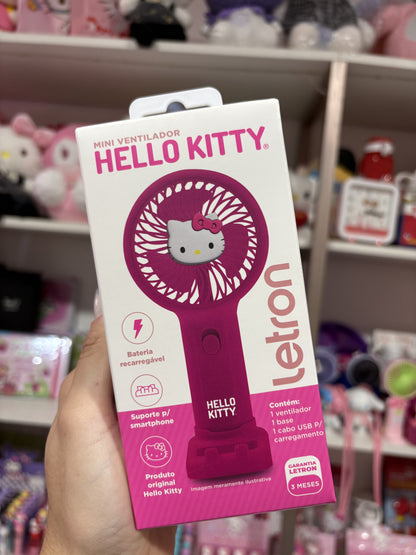 MINI VENTILADOR
HELLO KITTY®
letron
Bateria
recarregável
Suporte p/
smartphone
Produto
original
Hello Kitty
HELLO
KITTY
Imagem meramente ilustrativa
Contém:
1 ventilador
1 base
1 cabo USB P/
carregamento
GARANTIA
LETRON
3 MESES